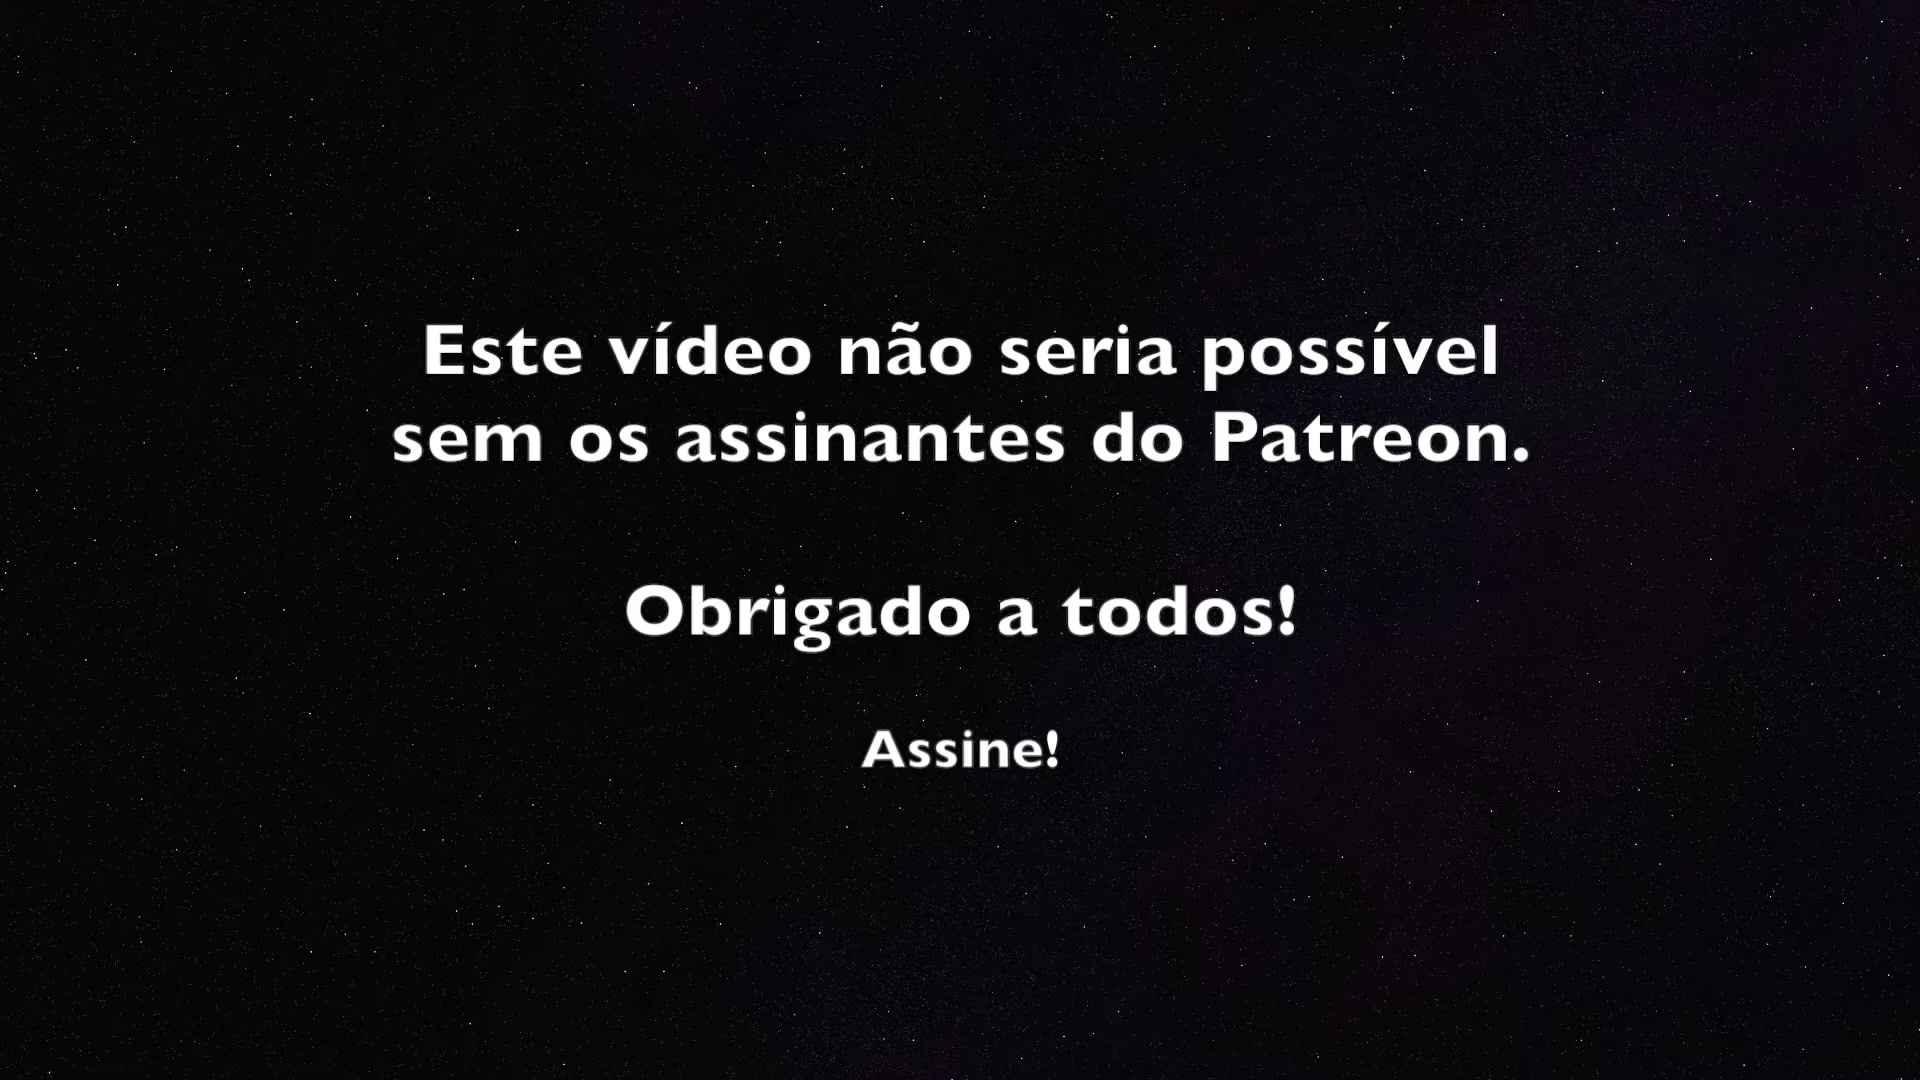 Este vídeo não seria possível
sem os assinantes do Patreon.
Obrigado a todos!
Assine!